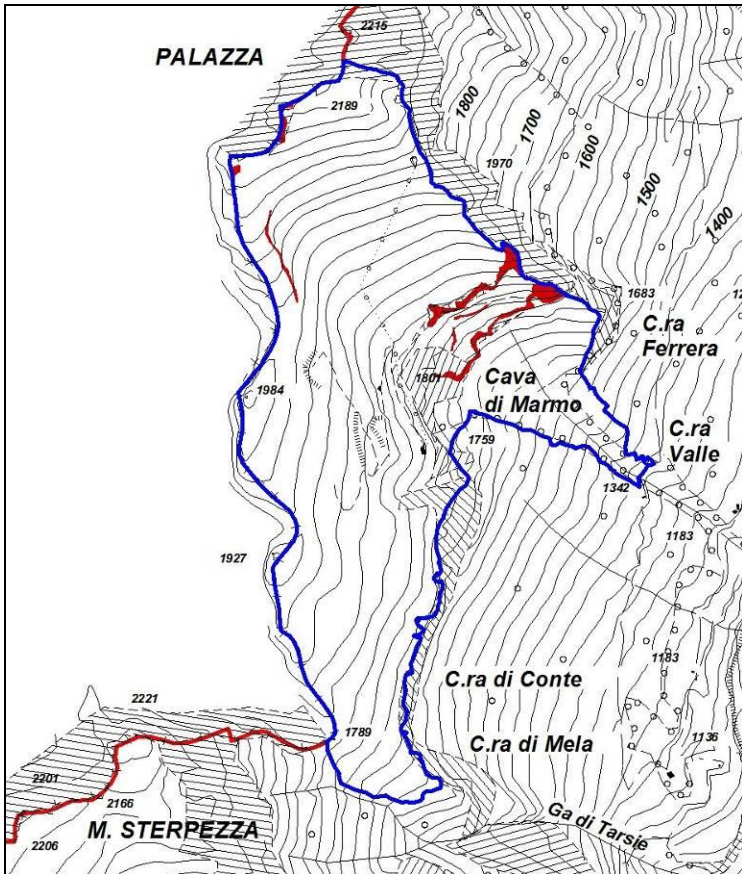 2215
PALAZZA
2189
1800
1700
1970
1600
1500
1400
1683
C.ra
Ferrera
1801
Cava
di Marmo
1984
1759
C.ra
Valle
1342
1183
1927
C.ra di Conte
1183
2221
1789
C.ra di Mela
1136
2201
2166
M. STERPEZZA
Ga di Tarsie
2206